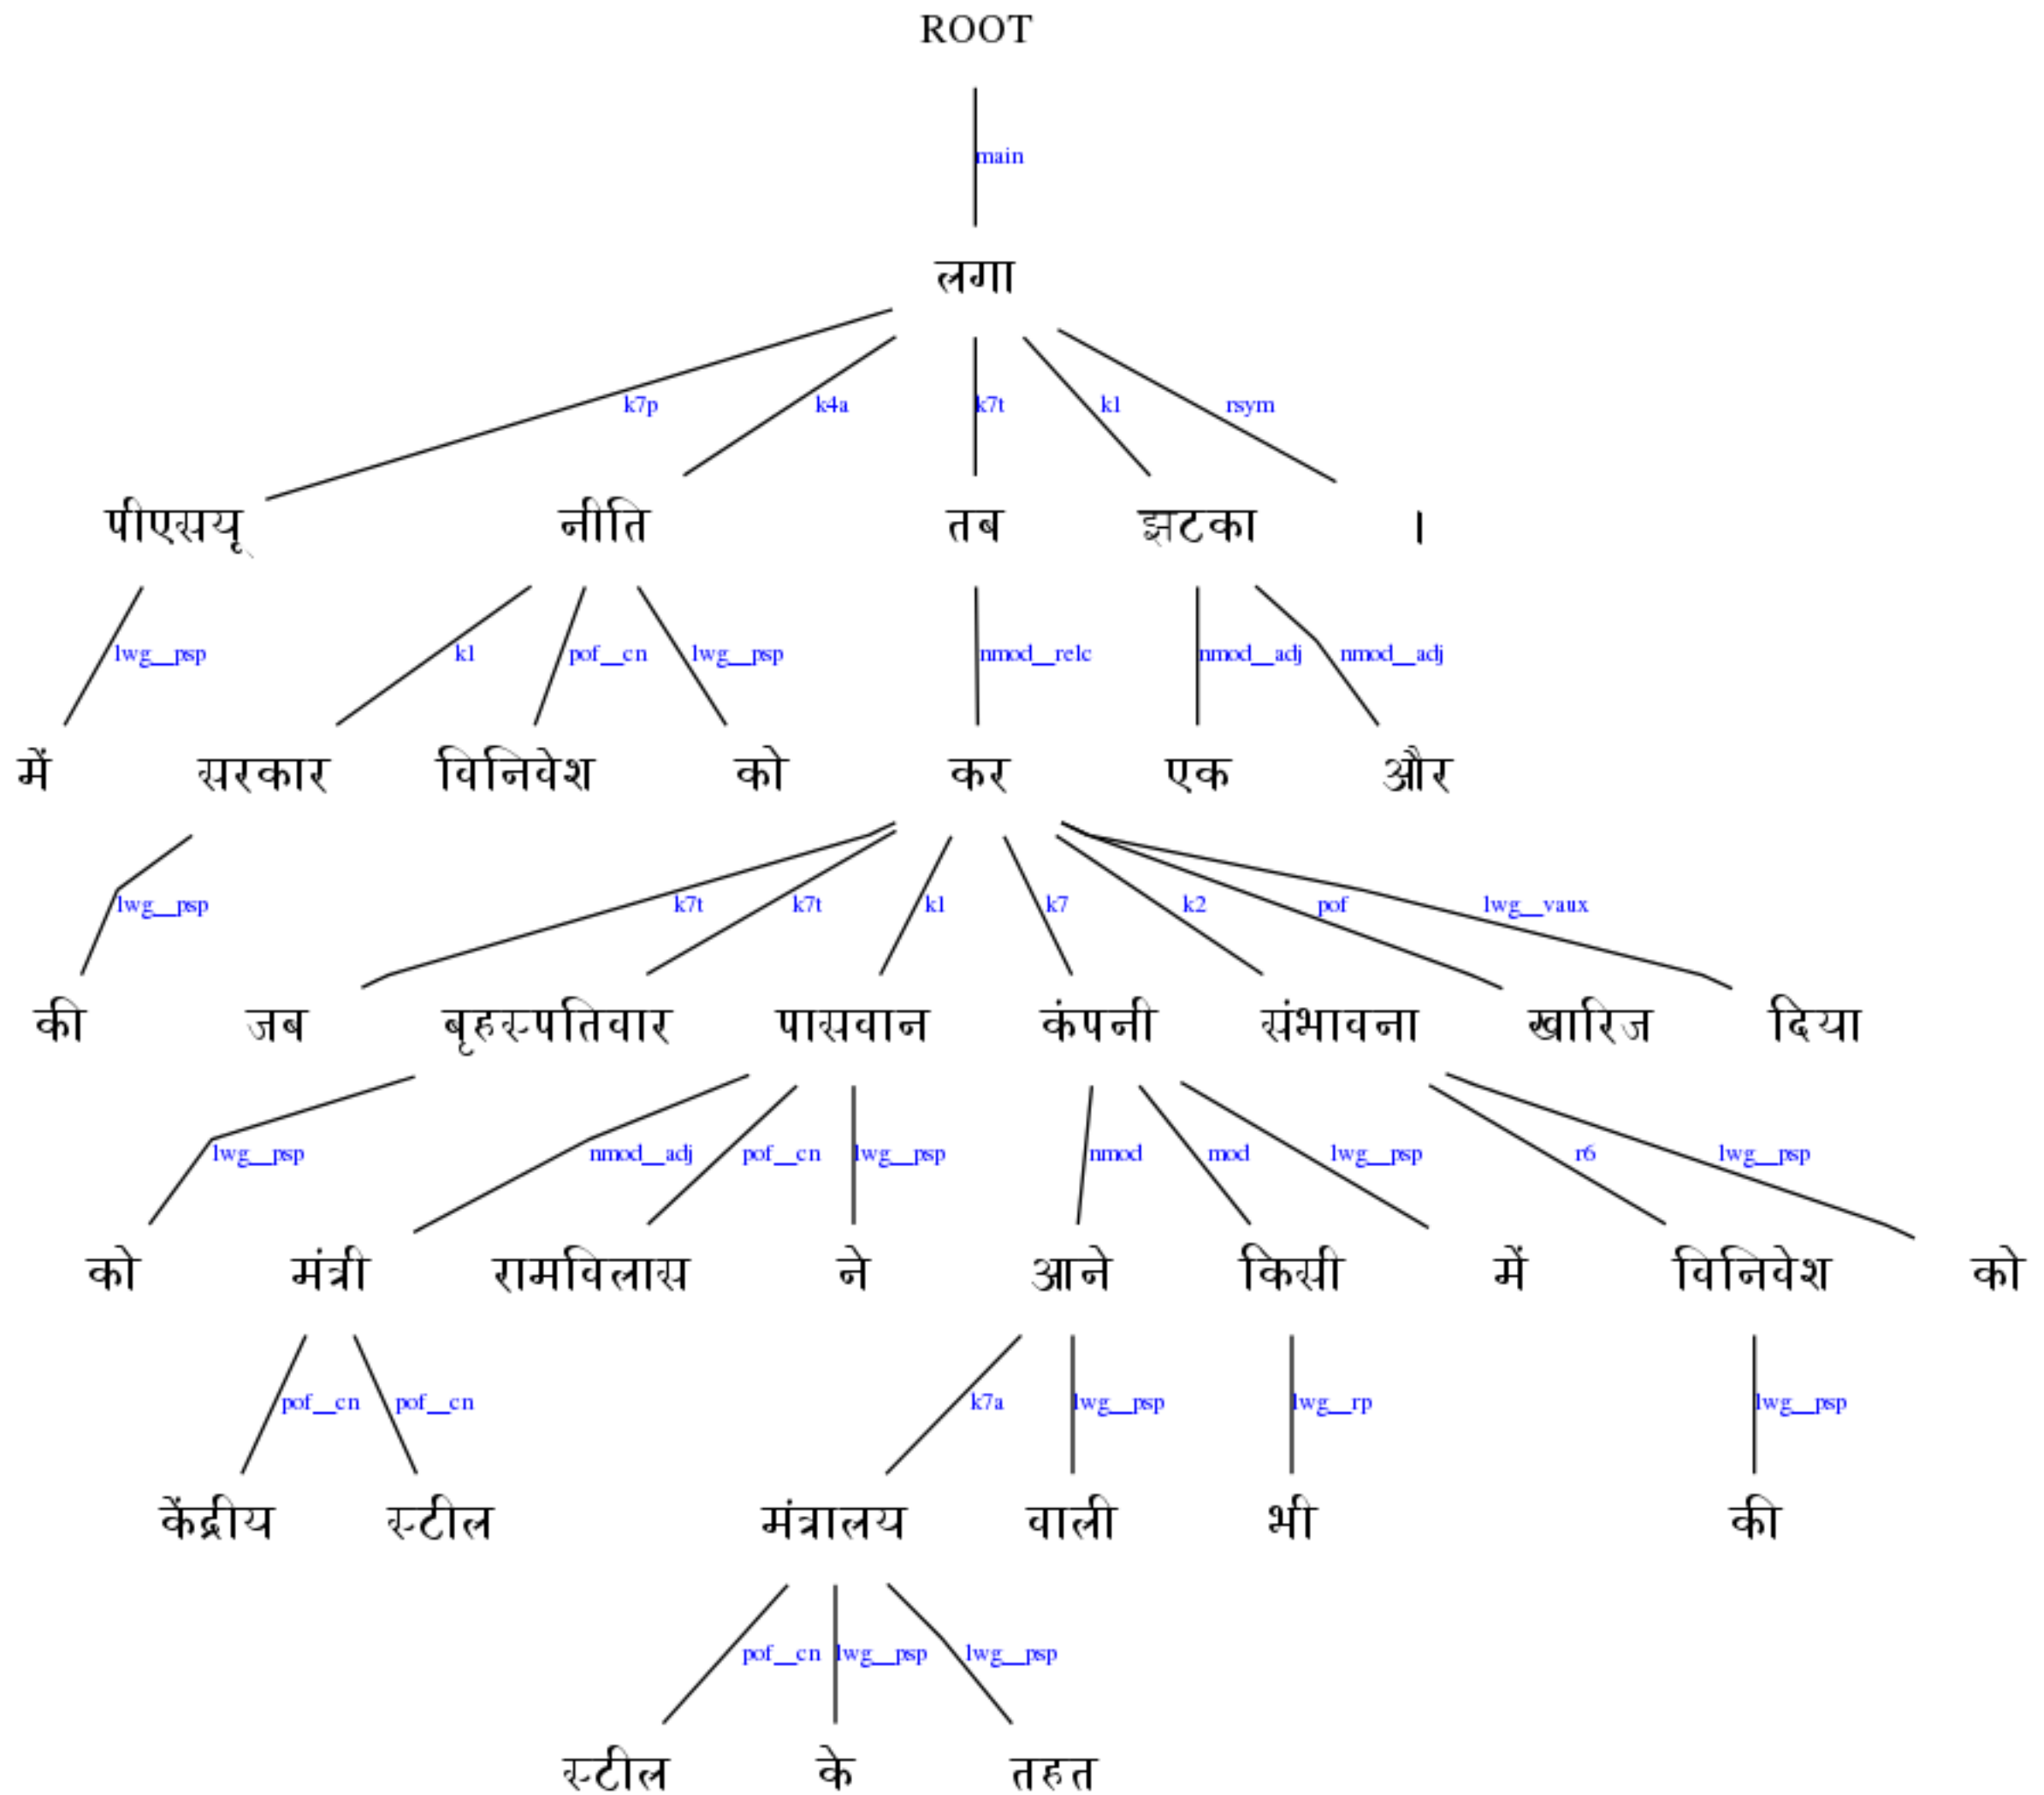 ROOT
main
लगा
k7p k4a k7t k1 rsym
पीएसयू नीति तब झटका ।
lwg__psp k1 pof__cn lwg__psp nmod__relc nmod__adj nmod__adj
में सरकार विनिवेश को कर एक और
lwg__psp k7t k7t k1 k7 k2 pof lwg__vaux
की जब बृहस्पतिवार पासवान कंपनी संभावना खारिज दिया
lwg__psp nmod__adj pof__cn lwg__psp nmod mod lwg__psp r6 lwg__psp
को मंत्री रामविलास ने आने किसी में विनिवेश को
pof__cn pof__cn k7a lwg__psp lwg__rp lwg__psp
केंद्रीय स्टील मंत्रालय वाली भी की
pof__cn lwg__psp lwg__psp
स्टील के तहत